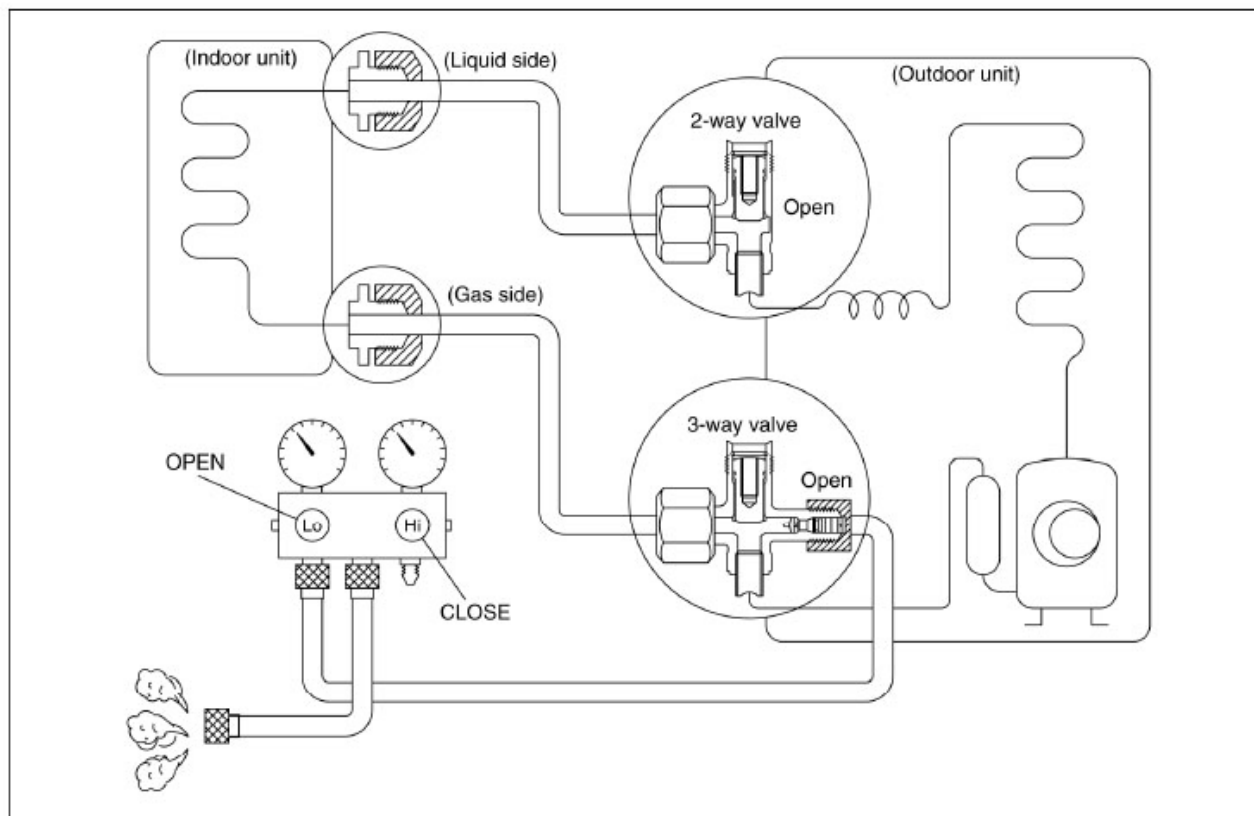 (Indoor unit)
(Liquid side)
(Outdoor unit)
2-way valve
Open
(Gas side)
3-way valve
Open
OPEN
Lo
Hi
CLOSE